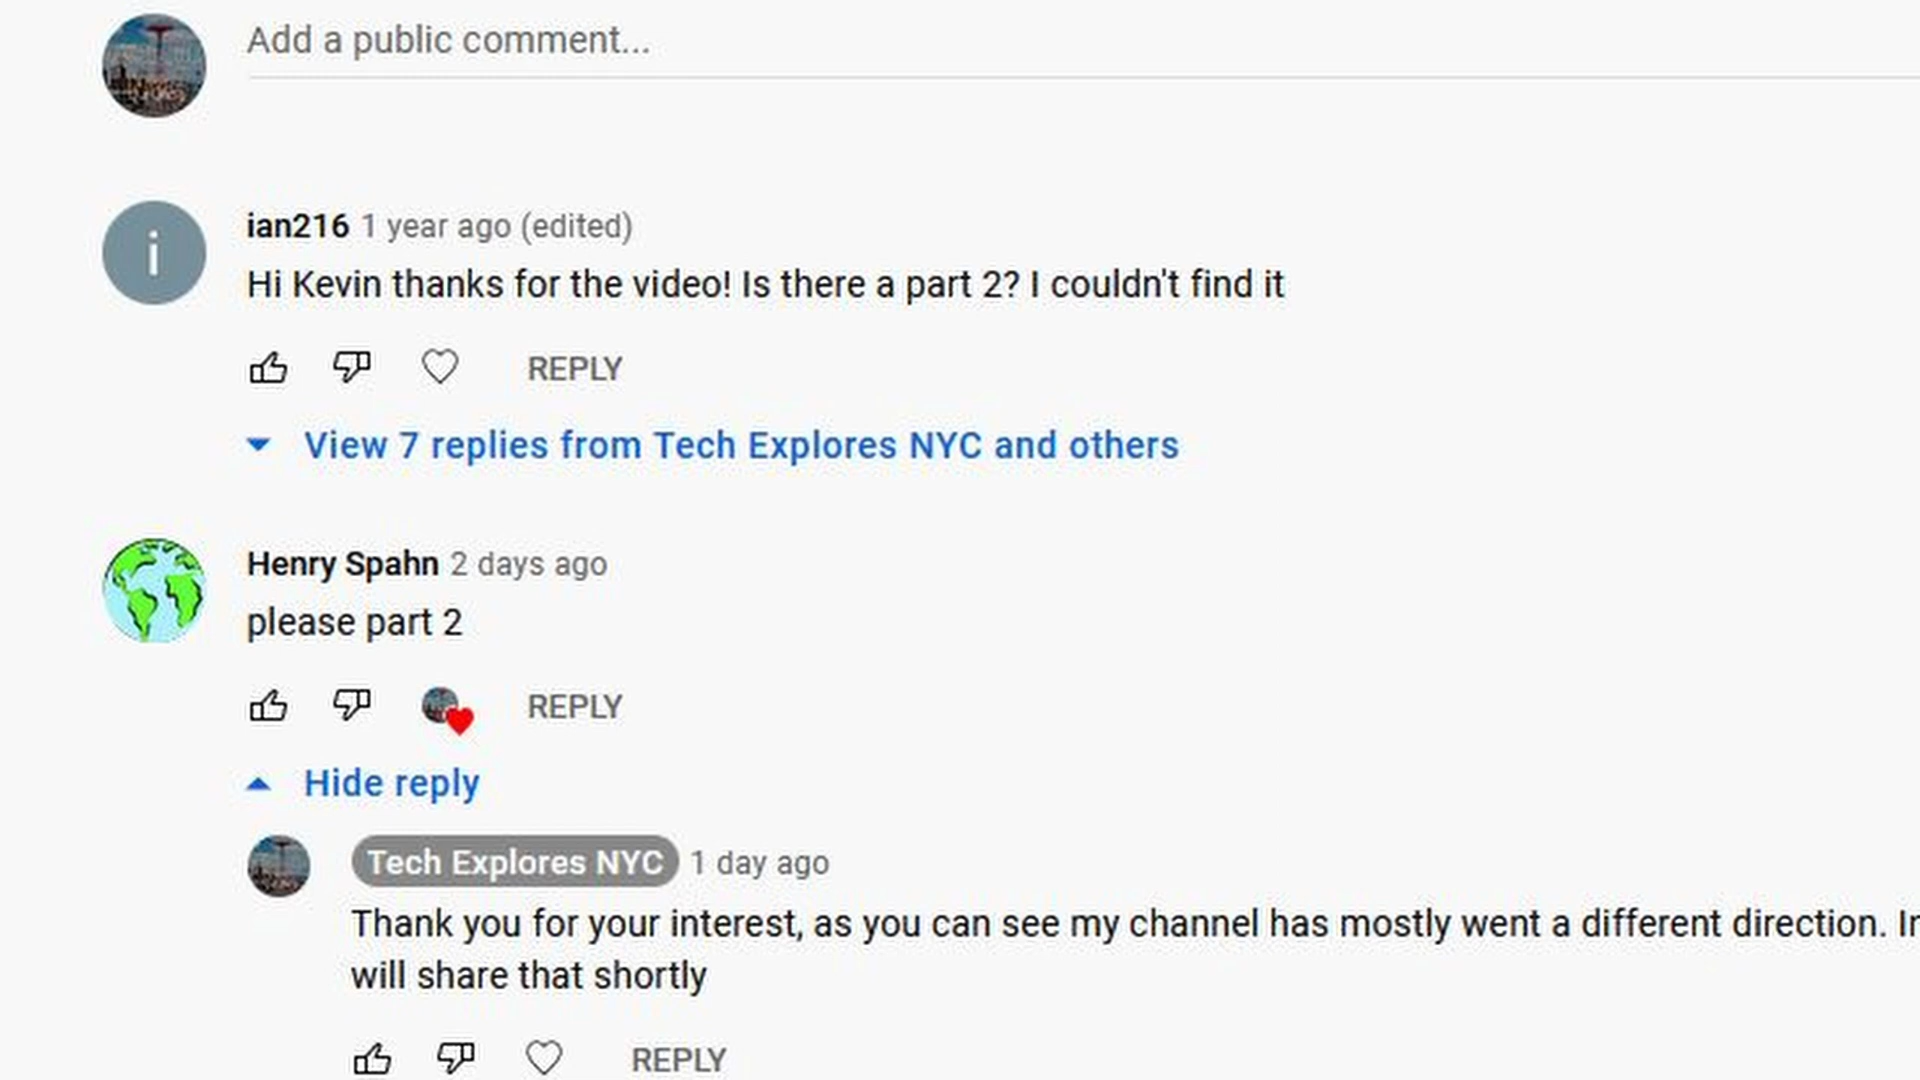 Add a public comment...
i
ian216 1 year ago (edited)
Hi Kevin thanks for the video! Is there a part 2? I couldn't find it
REPLY
View 7 replies from Tech Explores NYC and others
Henry Spahn 2 days ago
please part 2
REPLY
Hide reply
Tech Explores NYC 1 day ago
Thank you for your interest, as you can see my channel has mostly went a different direction.
will share that shortly
REPLY